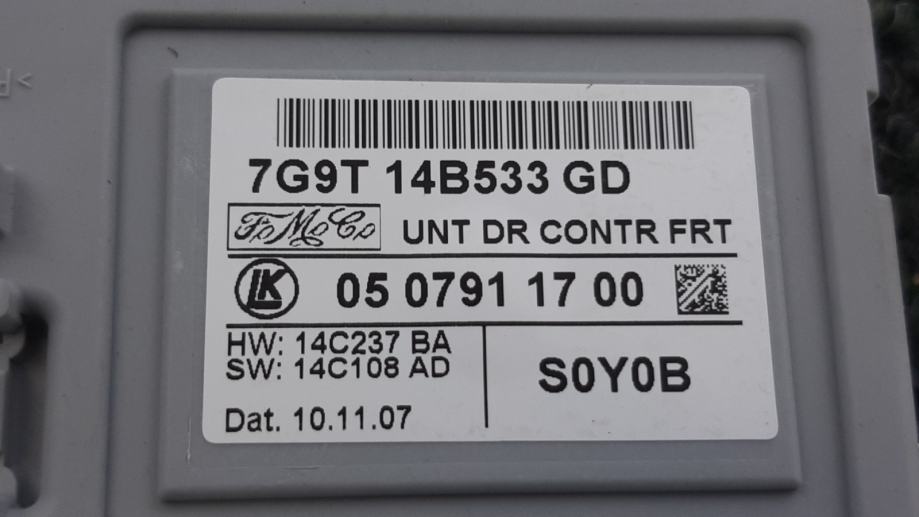 7G9T 14B533 GD
FoMoCo UNT DR CONTR FRT
LK 05 0791 17 00
HW: 14C237 BA
SW: 14C108 AD
S0Y0B
Dat. 10.11.07